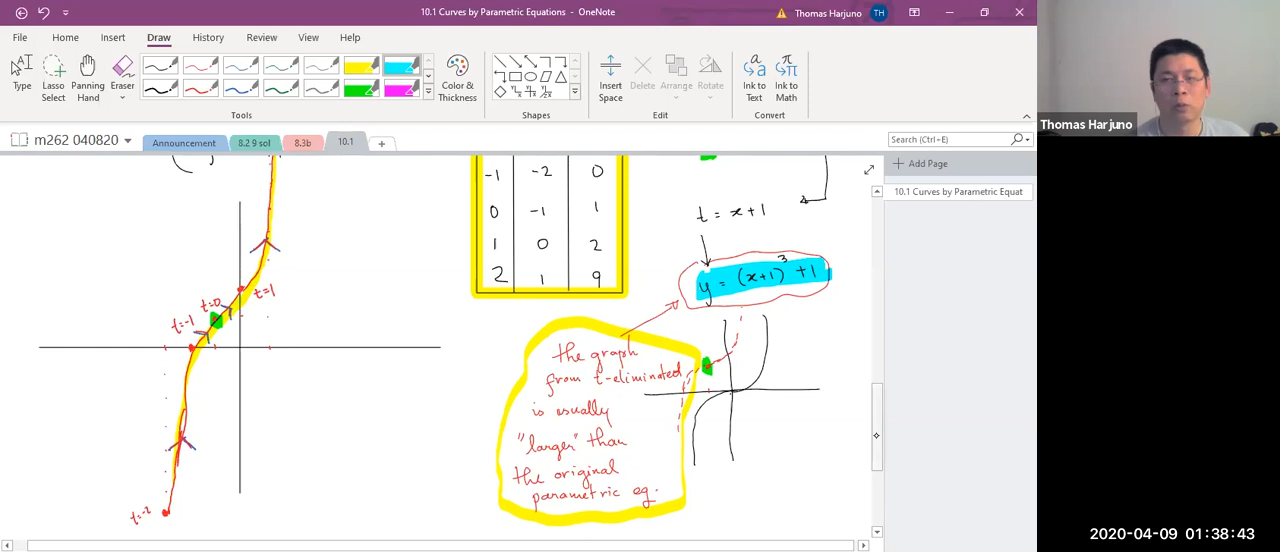 10.1 Curves by Parametric Equations - OneNote
Thomas Harjuno
TH
File
Home
Insert
Draw
History
Review
View
Help
Type
Lasso Select
Panning Hand
Eraser
Color & Thickness
Insert Space
Delete
Arrange
Rotate
Ink to Text
Ink to Math
Tools
Shapes
Edit
Convert
m262 040820
Announcement
8.2 9 sol
8.3b
10.1
Search (Ctrl+E)
Add Page
10.1 Curves by Parametric Equat
-1 -2 0
0 -1 1
1 0 2
2 1 9
t = x+1
y = (x+1)³ + 1
t=-1
t=0
t=1
t=-2
the graph
from t-eliminated
is usually
"larger" than
the original
parametric eq.
Thomas Harjuno
2020-04-09 01:38:43